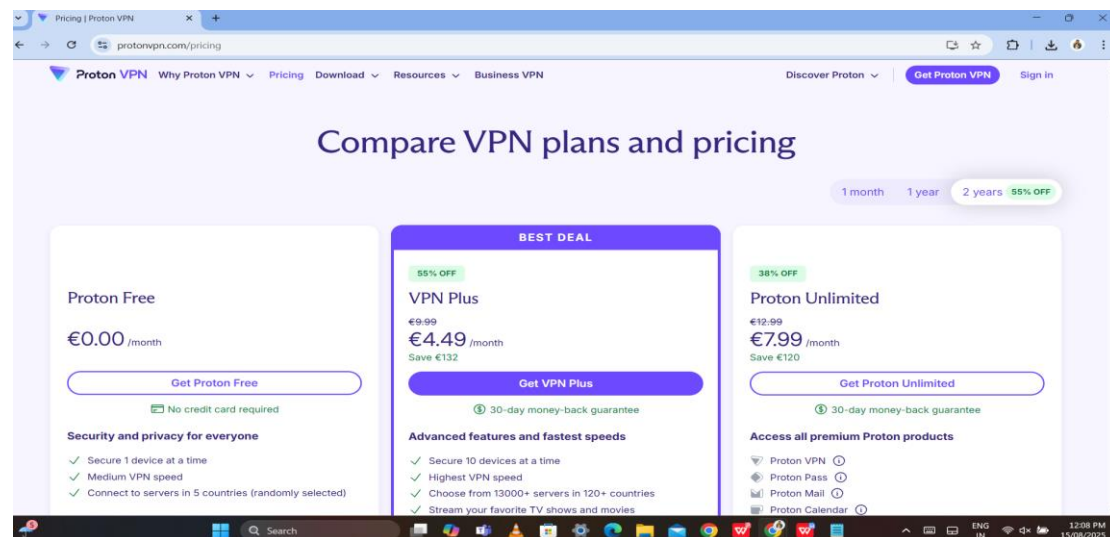 Pricing | Proton VPN
protonvpn.com/pricing
Proton VPN Why Proton VPN Pricing Download Resources Business VPN Discover Proton Get Proton VPN Sign in
Compare VPN plans and pricing
1 month 1 year 2 years 55% OFF
BEST DEAL
Proton Free
€0.00 /month
Get Proton Free
No credit card required
Security and privacy for everyone
Secure 1 device at a time
Medium VPN speed
Connect to servers in 5 countries (randomly selected)
55% OFF
VPN Plus
€9.99
€4.49 /month
Save €132
Get VPN Plus
30-day money-back guarantee
Advanced features and fastest speeds
Secure 10 devices at a time
Highest VPN speed
Choose from 13000+ servers in 120+ countries
Stream your favorite TV shows and movies
38% OFF
Proton Unlimited
€12.99
€7.99 /month
Save €120
Get Proton Unlimited
30-day money-back guarantee
Access all premium Proton products
Proton VPN
Proton Pass
Proton Mail
Proton Calendar
5
Search
ENG
IN
12:08 PM
15/08/2025